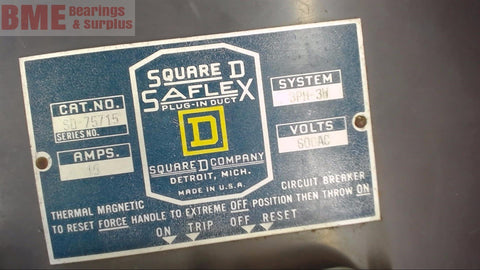 BME Bearings
& Surplus
SQUARE D
SAFLEX
PLUG-IN DUCT
D
SQUARE D COMPANY
DETROIT, MICH.
MADE IN U.S.A.
CAT. NO.
SD-75715
SERIES NO.
AMPS.
15
SYSTEM
3PH-3W
VOLTS
600AC
THERMAL MAGNETIC CIRCUIT BREAKER
TO RESET FORCE HANDLE TO EXTREME OFF POSITION THEN THROW ON
ON TRIP OFF RESET